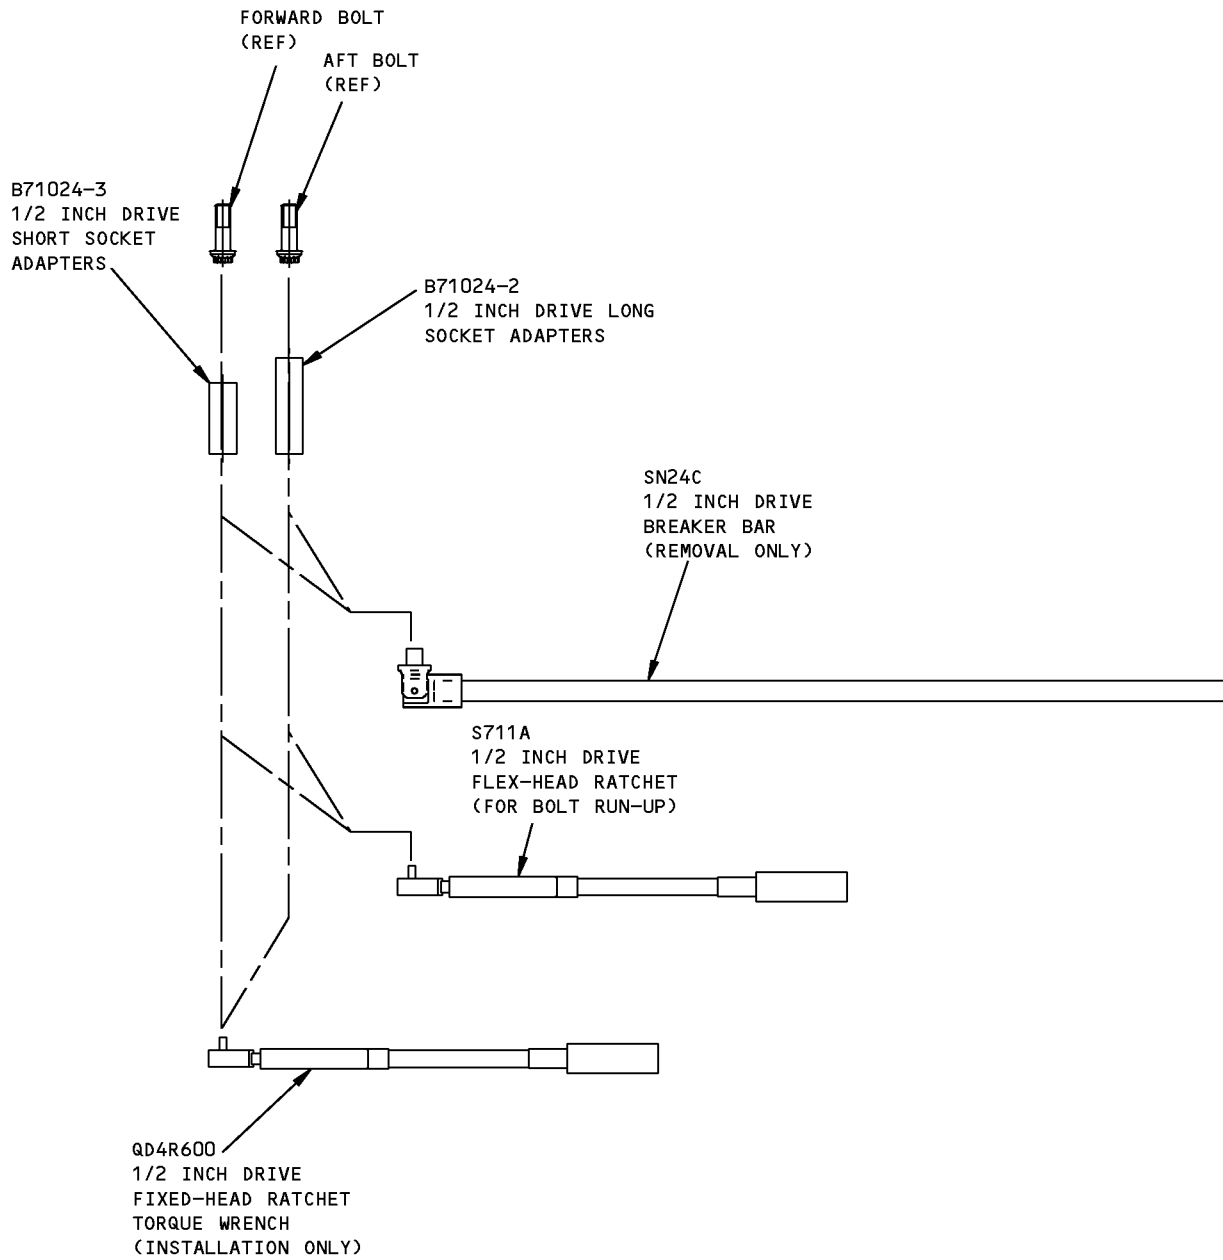 FORWARD BOLT
(REF)
AFT BOLT
(REF)
B71024-3
1/2 INCH DRIVE
SHORT SOCKET
ADAPTERS
B71024-2
1/2 INCH DRIVE LONG
SOCKET ADAPTERS
SN24C
1/2 INCH DRIVE
BREAKER BAR
(REMOVAL ONLY)
S711A
1/2 INCH DRIVE
FLEX-HEAD RATCHET
(FOR BOLT RUN-UP)
QD4R600
1/2 INCH DRIVE
FIXED-HEAD RATCHET
TORQUE WRENCH
(INSTALLATION ONLY)